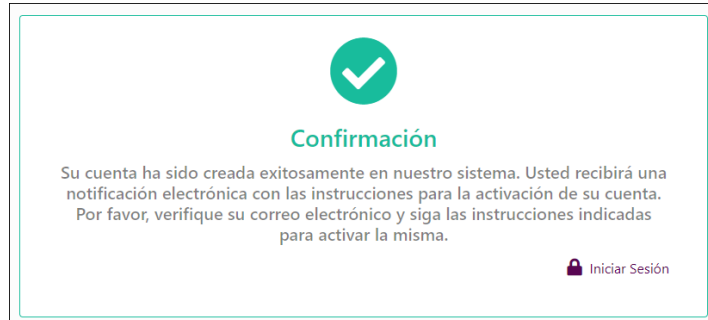 Confirmación
Su cuenta ha sido creada exitosamente en nuestro sistema. Usted recibirá una
notificación electrónica con las instrucciones para la activación de su cuenta.
Por favor, verifique su correo electrónico y siga las instrucciones indicadas
para activar la misma.
Iniciar Sesión